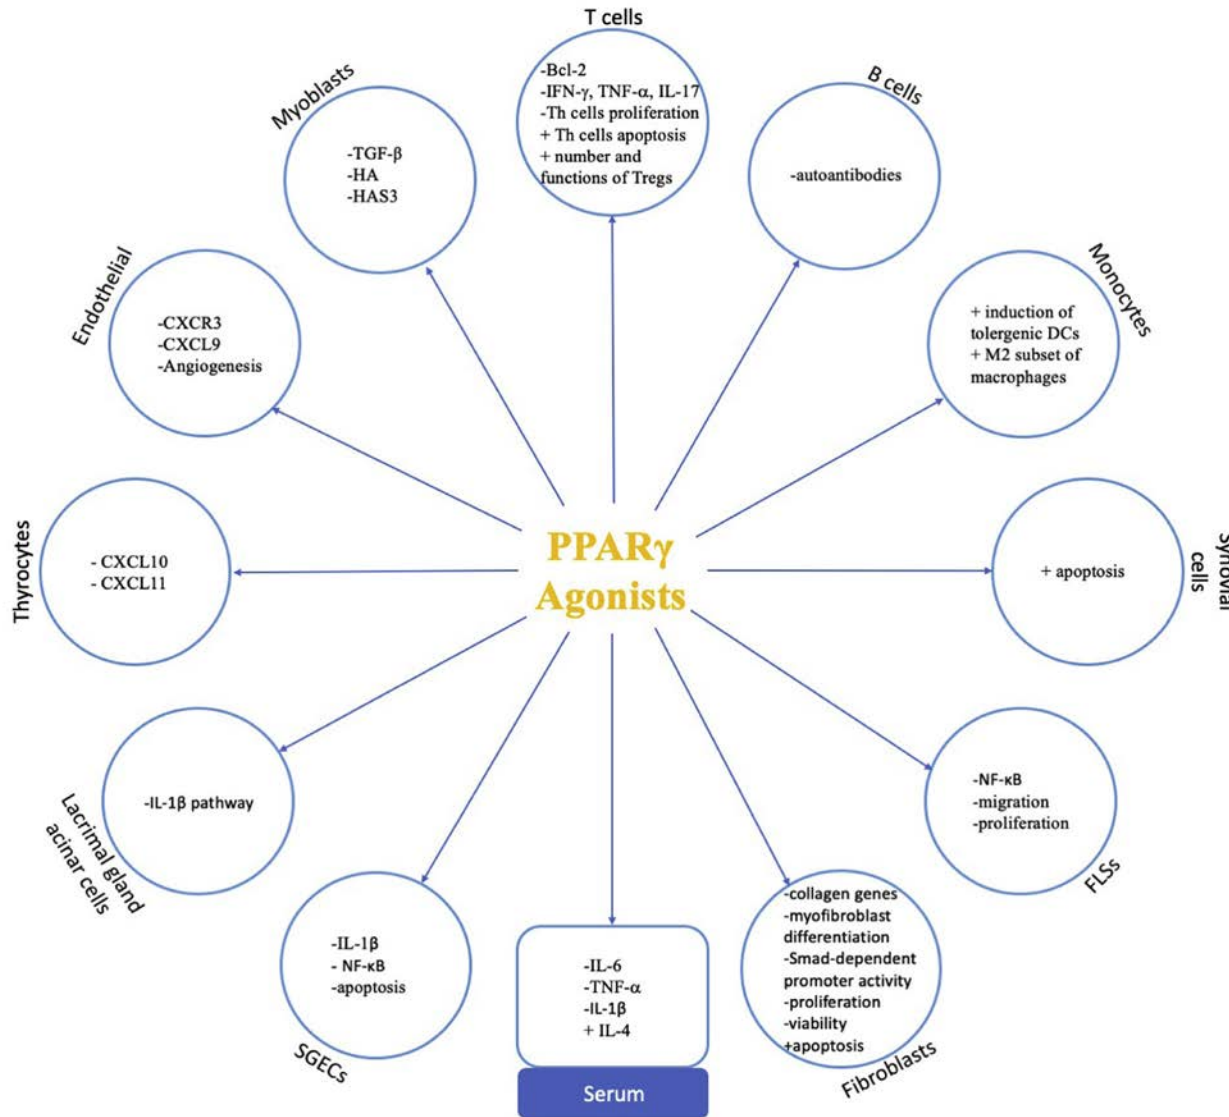 T cells
-Bcl-2
-IFN-γ, TNF-α, IL-17
-Th cells proliferation
+ Th cells apoptosis
+ number and
functions of Tregs
B cells
-autoantibodies
Monocytes
+ induction of
tolergenic DCs
+ M2 subset of
macrophages
Synovial
cells
+ apoptosis
FLSs
-NF-κB
-migration
-proliferation
Fibroblasts
-collagen genes
-myofibroblast
differentiation
-Smad-dependent
promoter activity
-proliferation
-viability
+apoptosis
-IL-6
-TNF-α
-IL-1β
+ IL-4
Serum
SGECs
-IL-1β
- NF-κB
-apoptosis
Lacrimal gland
acinar cells
-IL-1β pathway
Thyrocytes
- CXCL10
- CXCL11
Endothelial
-CXCR3
-CXCL9
-Angiogenesis
Myoblasts
-TGF-β
-HA
-HAS3
PPARγ
Agonists